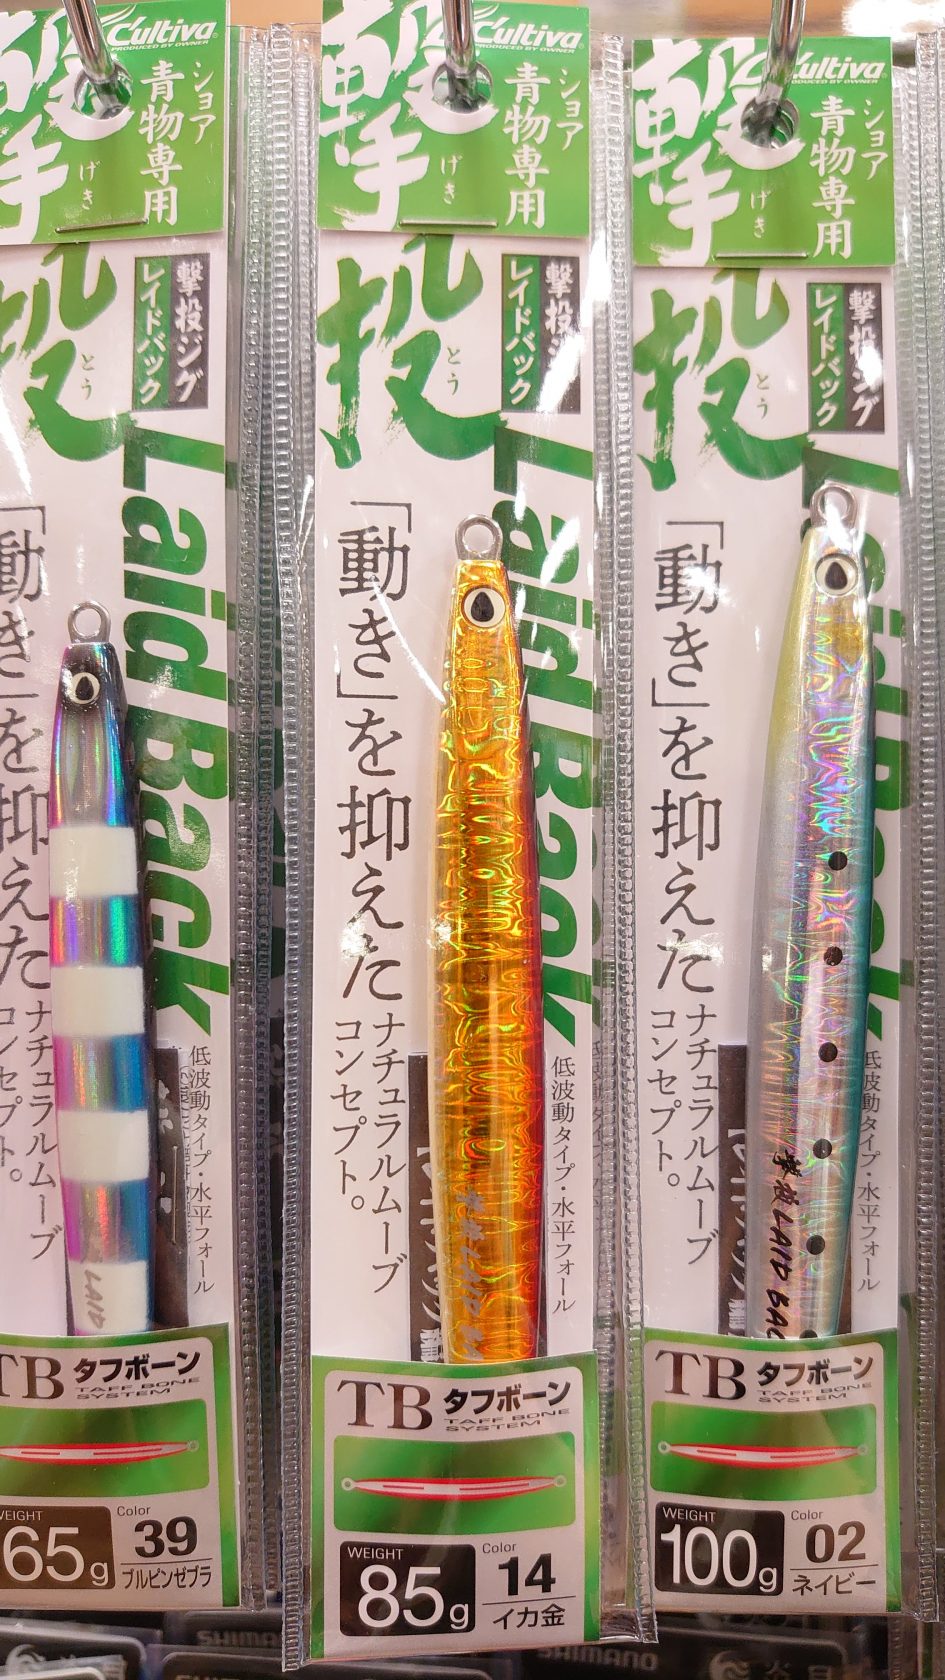 Cultiva
PRODUCED BY OWNER
撃
げき
ショア
青物専用
投
とう
撃投ジグ
レイドバック
Laid Back
「動き」を抑えた
ナチュラルムーブ
コンセプト。
低波動タイプ・水平フォール
LAID
TB タフボーン
TAFF BONE
SYSTEM
WEIGHT
65g
Color
39
ブルピンゼブラ
Cultiva
PRODUCED BY OWNER
撃
げき
ショア
青物専用
投
とう
撃投ジグ
レイドバック
Laid Back
「動き」を抑えた
ナチュラルムーブ
コンセプト。
低波動タイプ・水平フォール
撃投 LAID BA
TB タフボーン
TAFF BONE
SYSTEM
WEIGHT
85g
Color
14
イカ金
Cultiva
PRODUCED BY OWNER
撃
げき
ショア
青物専用
投
とう
撃投ジグ
レイドバック
Laid Back
「動き」を抑えた
ナチュラルムーブ
コンセプト。
低波動タイプ・水平フォール
撃投 LAID BAC
TB タフボーン
TAFF BONE
SYSTEM
WEIGHT
100g
Color
02
ネイビー
SHIMANO
SHIMANO